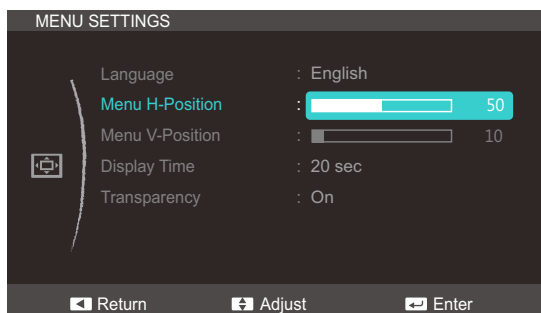 MENU SETTINGS
Language : English
Menu H-Position : 50
Menu V-Position : 10
Display Time : 20 sec
Transparency : On
Return Adjust Enter